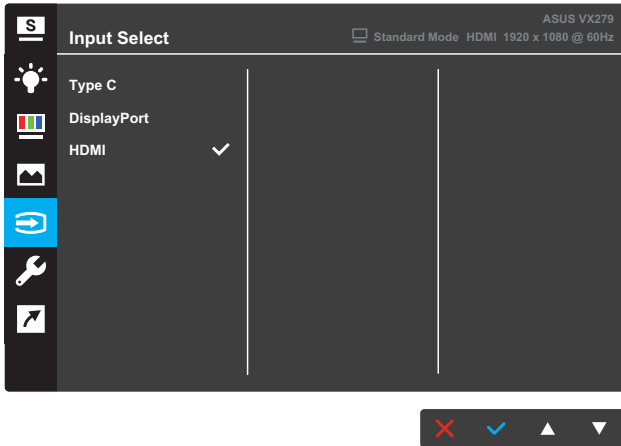 S
ASUS VX279
Input Select
Standard Mode HDMI 1920 x 1080 @ 60Hz
Type C
DisplayPort
HDMI